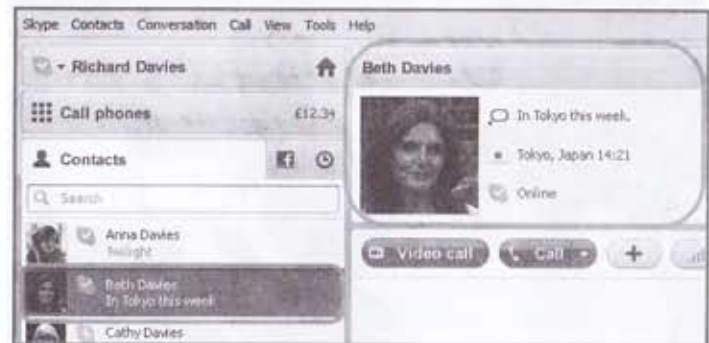 Skype Contacts Conversation Call View Tools Help
Richard Davies
Call phones £12.34
Contacts
Search
Anna Davies
Twilight
Beth Davies
In Tokyo this week
Cathy Davies
Beth Davies
In Tokyo this week.
Tokyo, Japan 14:21
Online
Video call Call